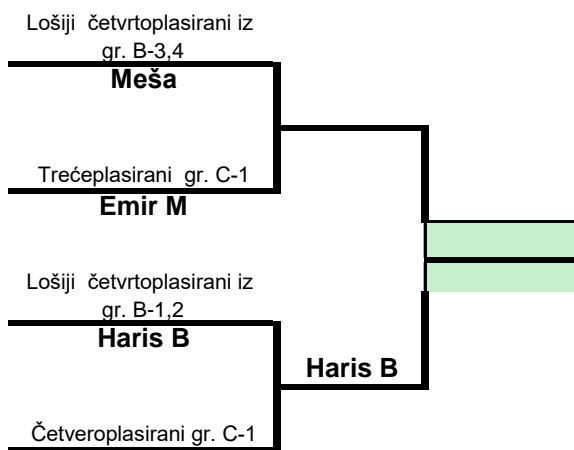 Lošiji  četvrtoplasirani iz
gr. B-3,4
Meša
Trećeplasirani  gr. C-1
Emir M
Lošiji  četvrtoplasirani iz
gr. B-1,2
Haris B
Haris B
Četveroplasirani gr. C-1